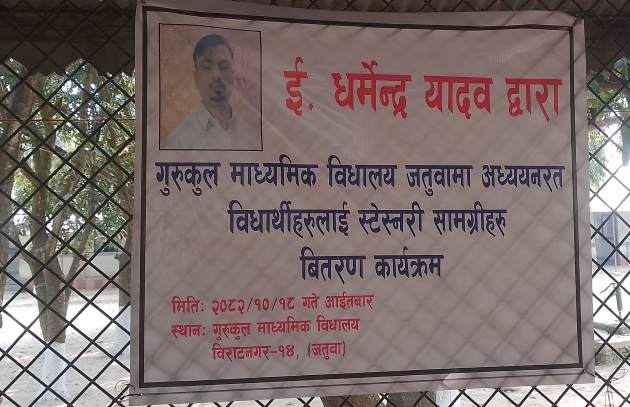 ई. धर्मेन्द्र यादव द्वारा
गुरुकुल माध्यमिक विधालय जतुवामा अध्ययनरत
विधार्थीहरुलाई स्टेस्नरी सामग्रीहरु
बितरण कार्यक्रम
मिति: २०८२/१०/१८ गते आईतबार
स्थान: गुरुकुल माध्यमिक विधालय
विराटनगर-१४, (जतुवा)